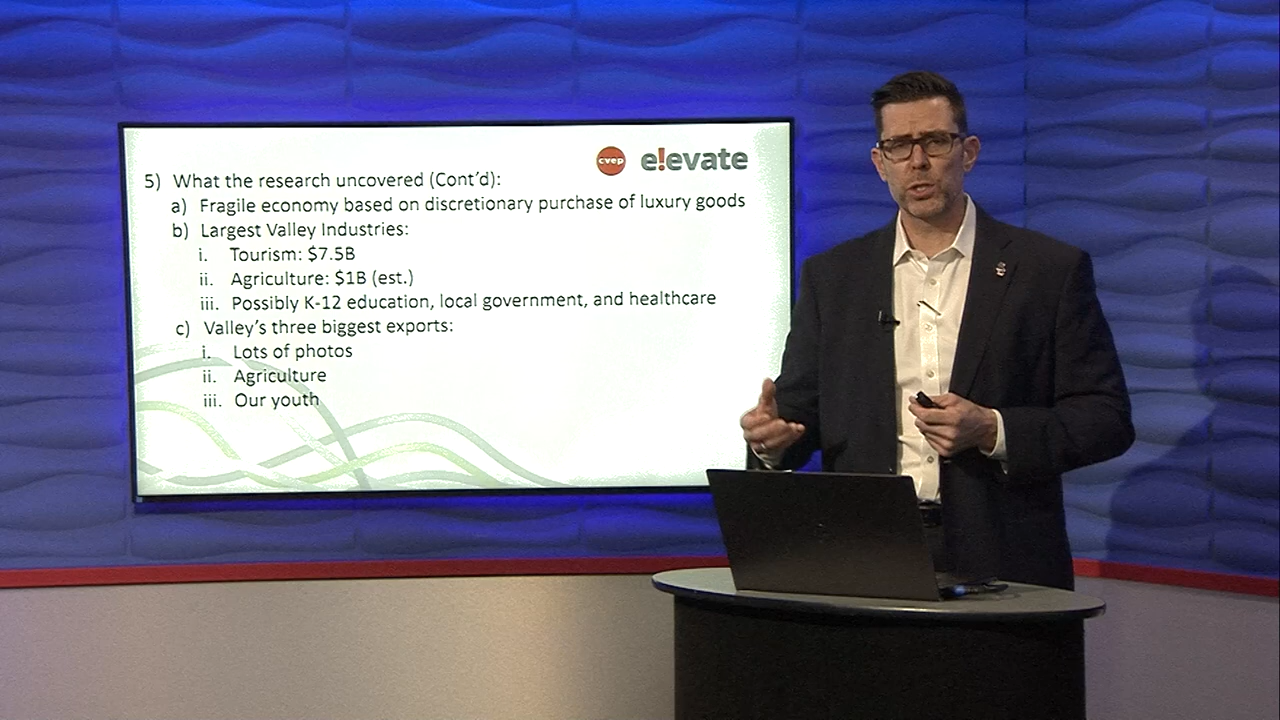 cvep e!evate
5) What the research uncovered (Cont'd):
a) Fragile economy based on discretionary purchase of luxury goods
b) Largest Valley Industries:
i. Tourism: $7.5B
ii. Agriculture: $1B (est.)
iii. Possibly K-12 education, local government, and healthcare
c) Valley's three biggest exports:
i. Lots of photos
ii. Agriculture
iii. Our youth